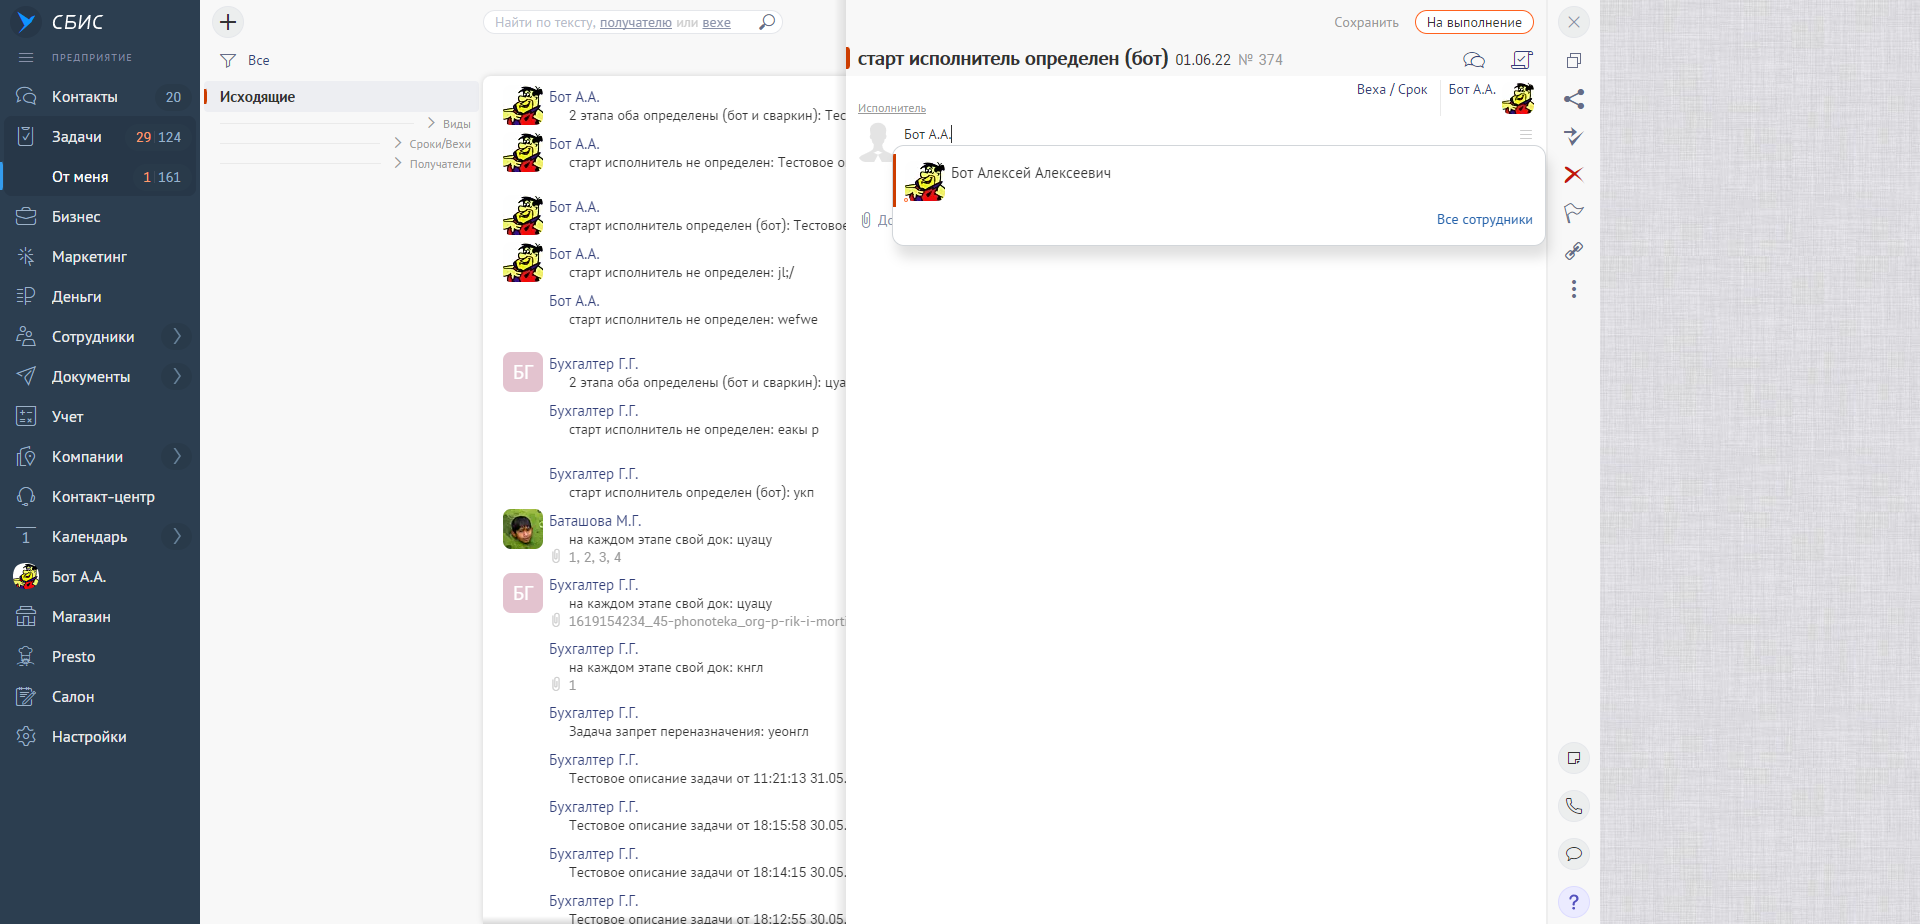 СБИС
ПРЕДПРИЯТИЕ
Контакты 20
Задачи 29 124
От меня 1 161
Бизнес
Маркетинг
Деньги
Сотрудники
Документы
Учет
Компании
Контакт-центр
1 Календарь
Бот А.А.
Магазин
Presto
Салон
Настройки
Найти по тексту, получателю или вехе
Все
Исходящие
Виды
Сроки/Вехи
Получатели
Бот А.А.
2 этапа оба определены (бот и сваркин): Тес
Бот А.А.
старт исполнитель не определен: Тестовое о
Бот А.А.
старт исполнитель определен (бот): Тестовое
Бот А.А.
старт исполнитель не определен: jl;/
Бот А.А.
старт исполнитель не определен: wefwe
БГ
Бухгалтер Г.Г.
2 этапа оба определены (бот и сваркин): цуа
Бухгалтер Г.Г.
старт исполнитель не определен: еакы р
Бухгалтер Г.Г.
старт исполнитель определен (бот): укп
Баташова М.Г.
на каждом этапе свой док: цуацу
1, 2, 3, 4
БГ
Бухгалтер Г.Г.
на каждом этапе свой док: цуацу
1619154234_45-phonoteka_org-p-rik-i-morti
Бухгалтер Г.Г.
на каждом этапе свой док: кнгл
1
Бухгалтер Г.Г.
Задача запрет переназначения: уеонгл
Бухгалтер Г.Г.
Тестовое описание задачи от 11:21:13 31.05.
Бухгалтер Г.Г.
Тестовое описание задачи от 18:15:58 30.05.
Бухгалтер Г.Г.
Тестовое описание задачи от 18:14:15 30.05.
Бухгалтер Г.Г.
Тестовое описание задачи от 18:12:55 30.05.
Сохранить На выполнение
старт исполнитель определен (бот) 01.06.22 № 374
Веха / Срок Бот А.А.
Исполнитель
Бот А.А.
Бот Алексей Алексеевич
Все сотрудники
До
?